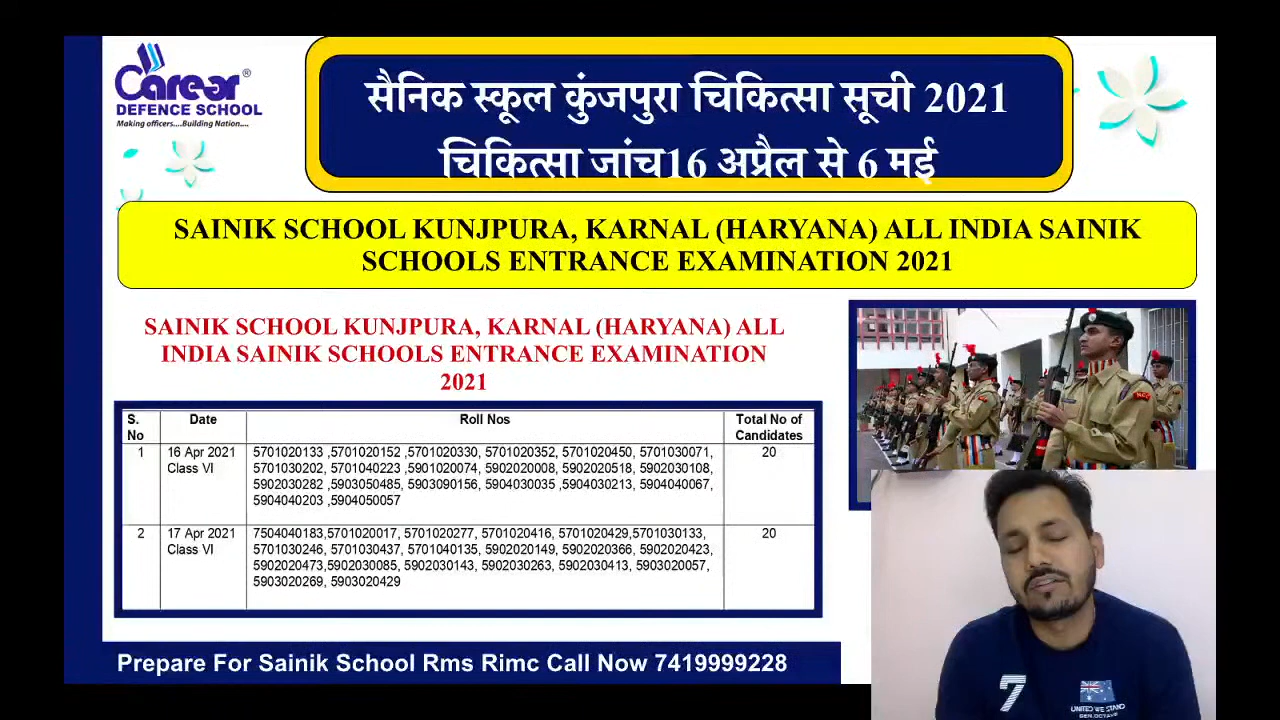 Career®
DEFENCE SCHOOL
Making officers....Building Nation....
सैनिक स्कूल कुंजपुरा चिकित्सा सूची 2021
चिकित्सा जांच16 अप्रैल से 6 मई
SAINIK SCHOOL KUNJPURA, KARNAL (HARYANA) ALL INDIA SAINIK
SCHOOLS ENTRANCE EXAMINATION 2021
SAINIK SCHOOL KUNJPURA, KARNAL (HARYANA) ALL
INDIA SAINIK SCHOOLS ENTRANCE EXAMINATION
2021
S. No Date Roll Nos Total No of Candidates
1 16 Apr 2021 5701020133 ,5701020152 ,5701020330, 5701020352, 5701020450, 5701030071, 20
Class VI 5701030202, 5701040223 ,5901020074, 5902020008, 5902020518, 5902030108,
5902030282 ,5903050485, 5903090156, 5904030035 ,5904030213, 5904040067,
5904040203 ,5904050057
2 17 Apr 2021 7504040183,5701020017, 5701020277, 5701020416, 5701020429,5701030133, 20
Class VI 5701030246, 5701030437, 5701040135, 5902020149, 5902020366, 5902020423,
5902020473,5902030085, 5902030143, 5902030263, 5902030413, 5903020057,
5903020269, 5903020429
Prepare For Sainik School Rms Rimc Call Now 7419999228
7
UNITED WE STAND